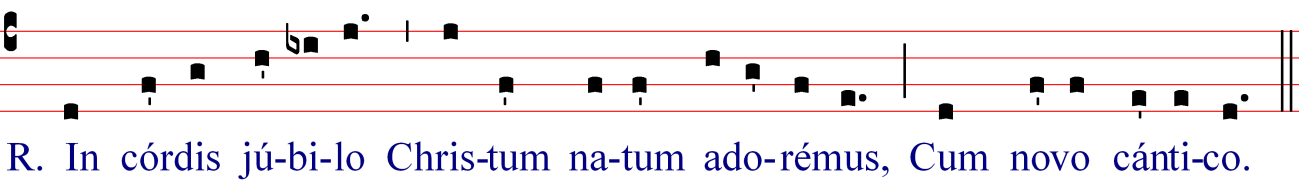 R. In córdis jú-bi-lo Chris-tum na-tum ado-rémus, Cum novo cánti-co.